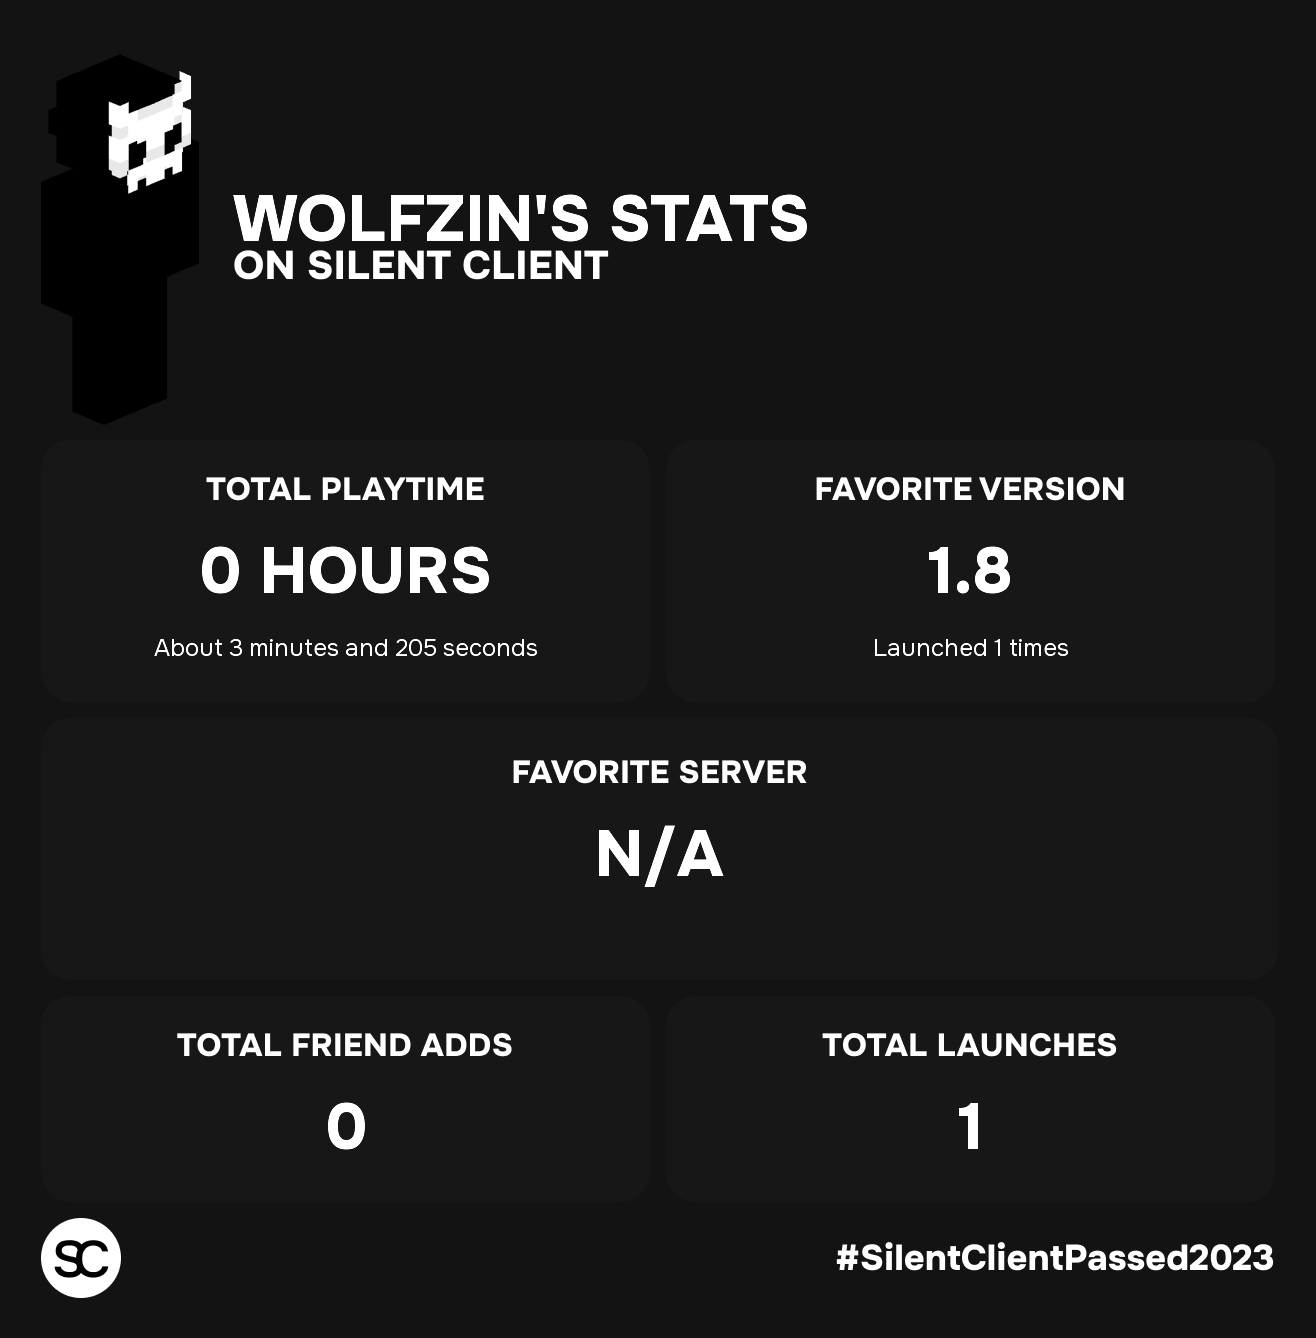 WOLFZIN'S STATS
ON SILENT CLIENT
TOTAL PLAYTIME
0 HOURS
About 3 minutes and 205 seconds
FAVORITE VERSION
1.8
Launched 1 times
FAVORITE SERVER
N/A
TOTAL FRIEND ADDS
0
TOTAL LAUNCHES
1
SC
#SilentClientPassed2023